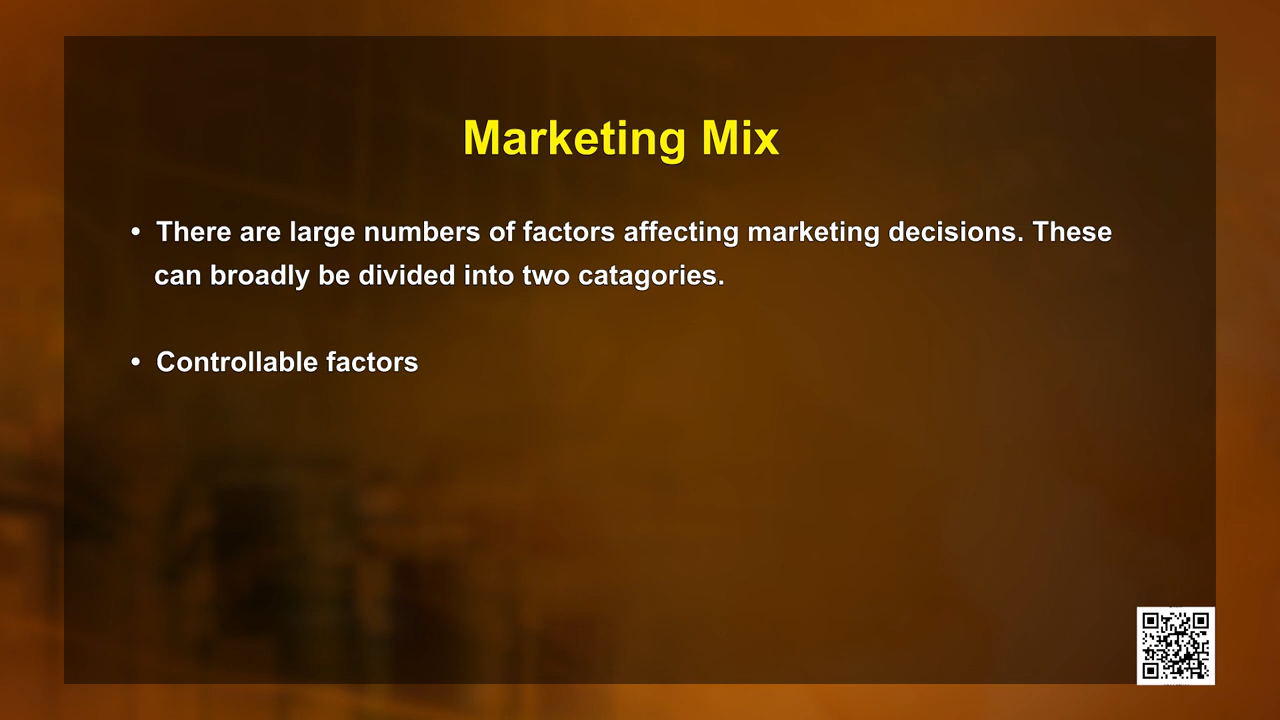 Marketing Mix
• There are large numbers of factors affecting marketing decisions. These
can broadly be divided into two catagories.
• Controllable factors